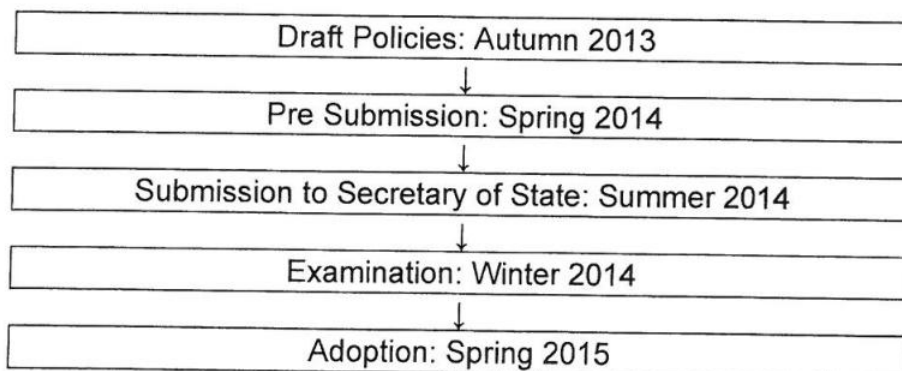 Draft Policies: Autumn 2013
Pre Submission: Spring 2014
Submission to Secretary of State: Summer 2014
Examination: Winter 2014
Adoption: Spring 2015